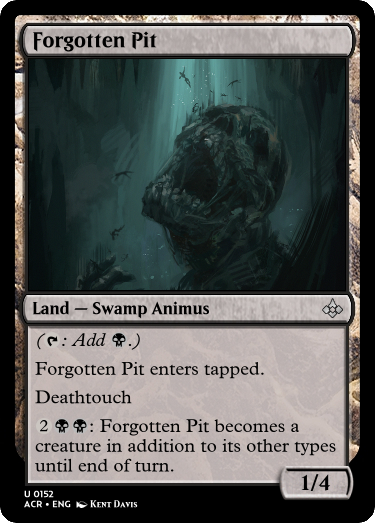 Forgotten Pit
Land — Swamp Animus
(: Add .)
Forgotten Pit enters tapped.
Deathtouch
2 : Forgotten Pit becomes a
creature in addition to its other types
until end of turn.
1/4
U 0152
ACR • ENG Kent Davis